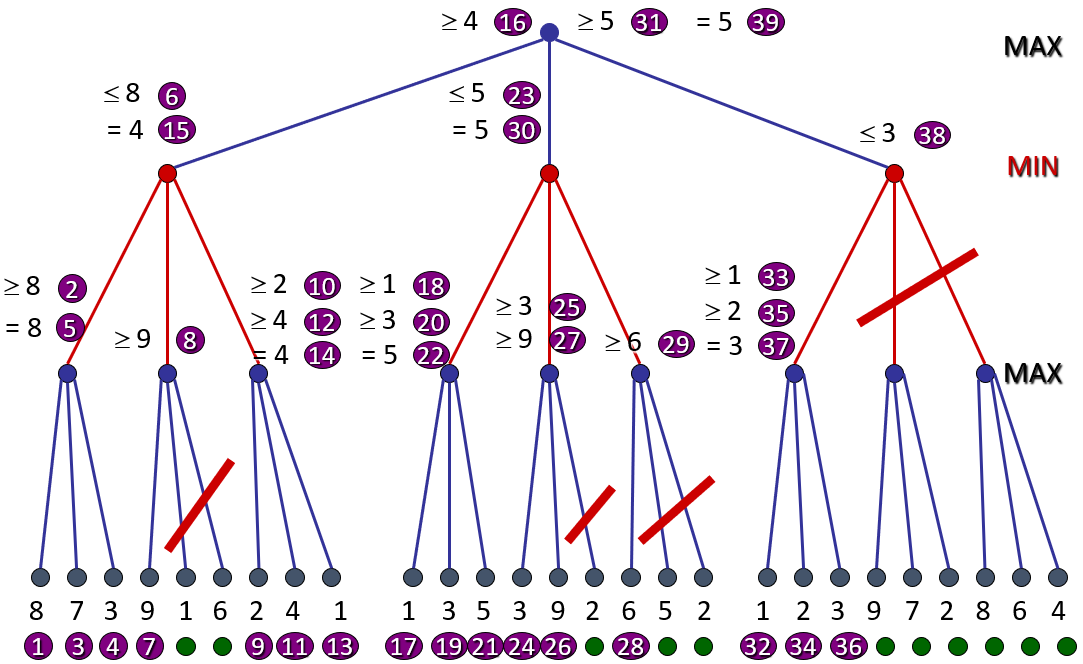 ≥ 4 16 ≥ 5 31 = 5 39
MAX
≤ 8 6
= 4 15
≤ 5 23
= 5 30
≤ 3 38
MIN
≥ 8 2
= 8 5
≥ 9 8
≥ 2 10
≥ 4 12
= 4 14
≥ 1 18
≥ 3 20
= 5 22
≥ 3 25
≥ 9 27
≥ 6 29
≥ 1 33
≥ 2 35
= 3 37
MAX
8 7 3 9 1 6 2 4 1 1 3 5 3 9 2 6 5 2 1 2 3 9 7 2 8 6 4
1 3 4 7 9 11 13 17 19 21 24 26 28 32 34 36